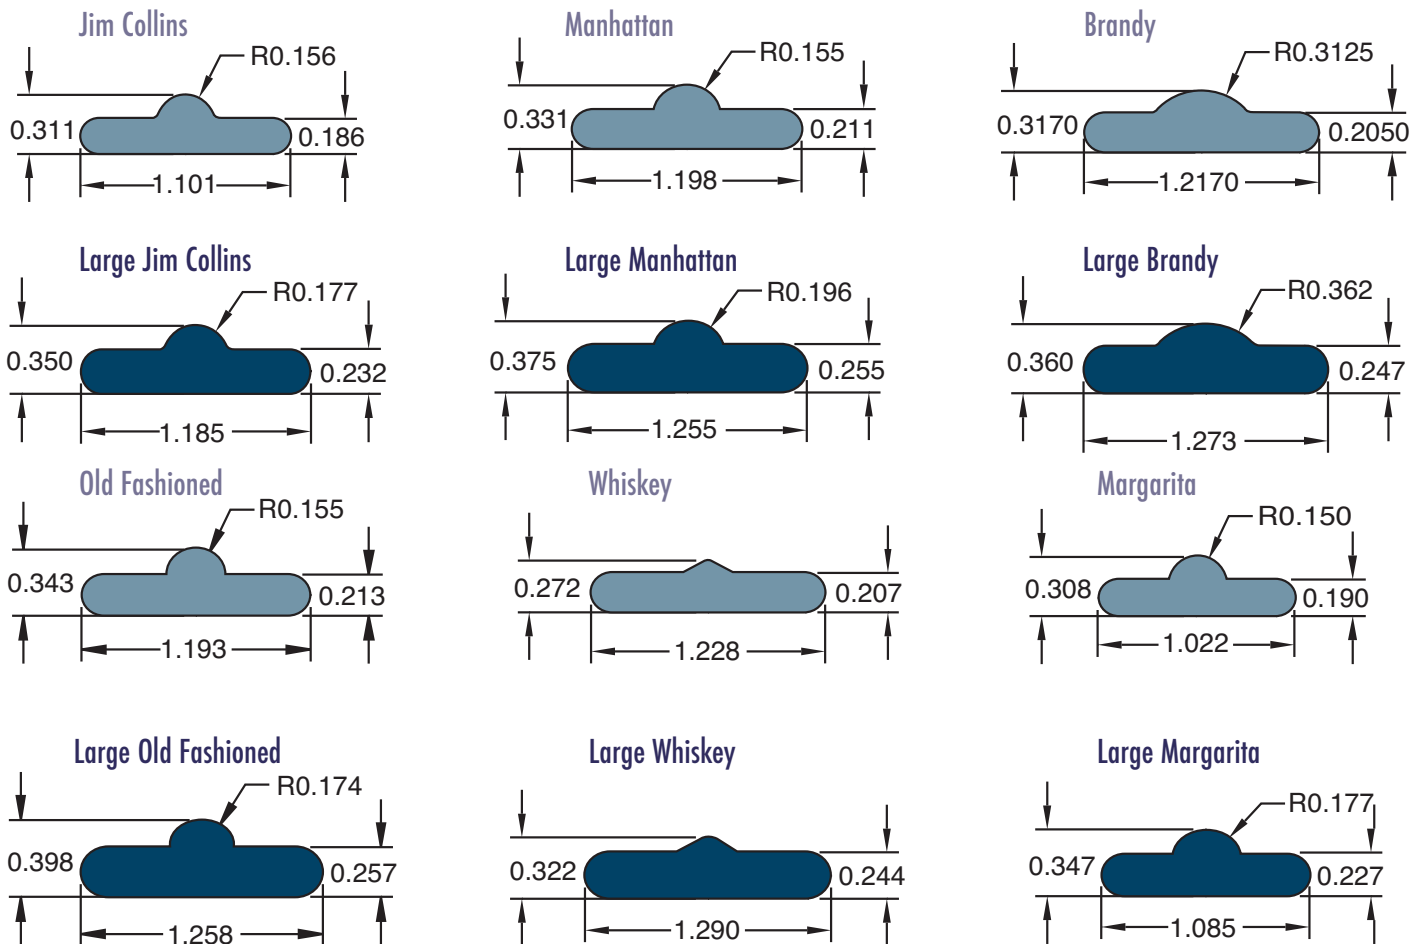 Jim Collins
R0.156
0.311
0.186
1.101
Manhattan
R0.155
0.331
0.211
1.198
Brandy
R0.3125
0.3170
0.2050
1.2170
Large Jim Collins
R0.177
0.350
0.232
1.185
Large Manhattan
R0.196
0.375
0.255
1.255
Large Brandy
R0.362
0.360
0.247
1.273
Old Fashioned
R0.155
0.343
0.213
1.193
Whiskey
0.272
0.207
1.228
Margarita
R0.150
0.308
0.190
1.022
Large Old Fashioned
R0.174
0.398
0.257
1.258
Large Whiskey
0.322
0.244
1.290
Large Margarita
R0.177
0.347
0.227
1.085